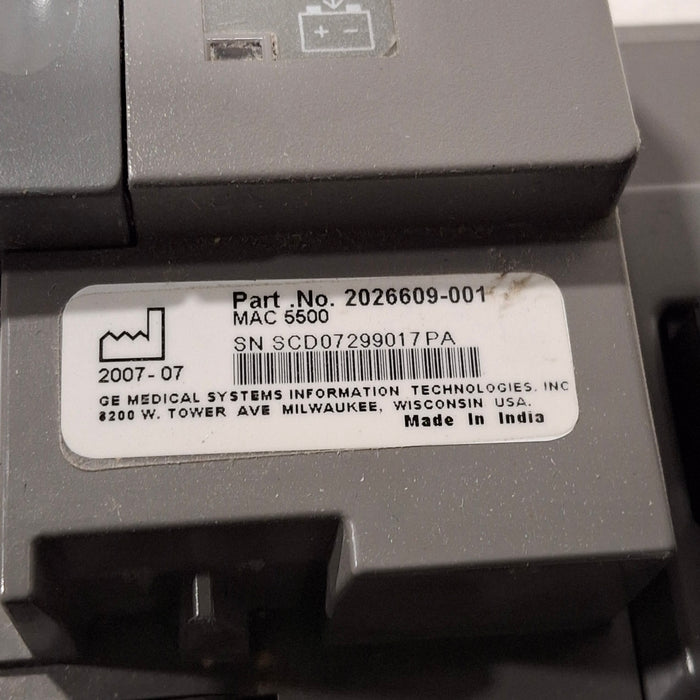 + -
Part .No. 2026609-001
MAC 5500
SN SCD07299017PA
2007-07
GE MEDICAL SYSTEMS INFORMATION TECHNOLOGIES, INC
8200 W. TOWER AVE MILWAUKEE, WISCONSIN USA.
Made In India